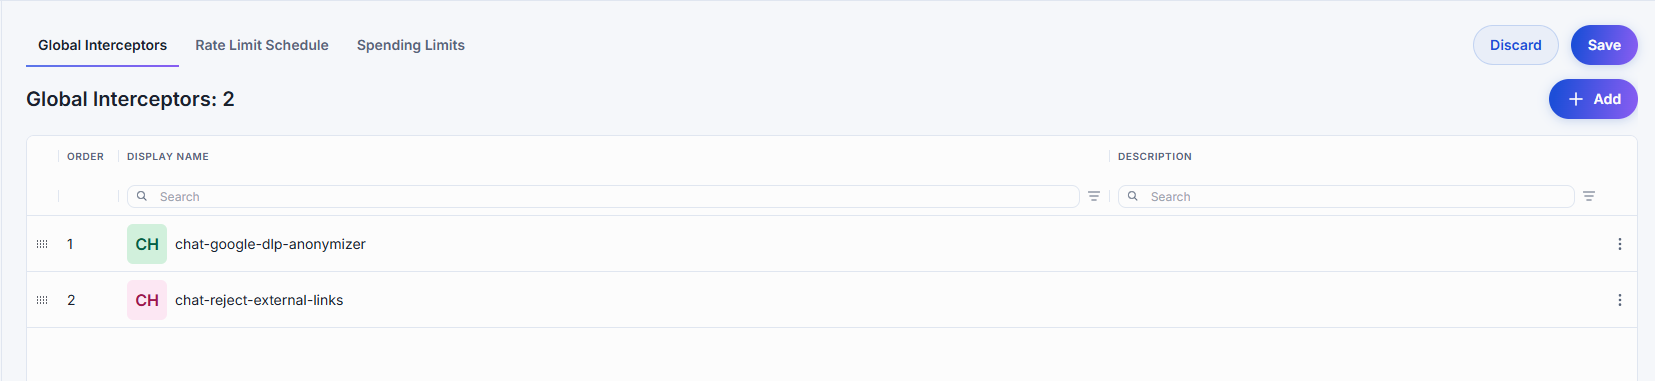 Global Interceptors Rate Limit Schedule Spending Limits Discard Save
Global Interceptors: 2 + Add
ORDER DISPLAY NAME DESCRIPTION
Search Search
1 CH chat-google-dlp-anonymizer
2 CH chat-reject-external-links